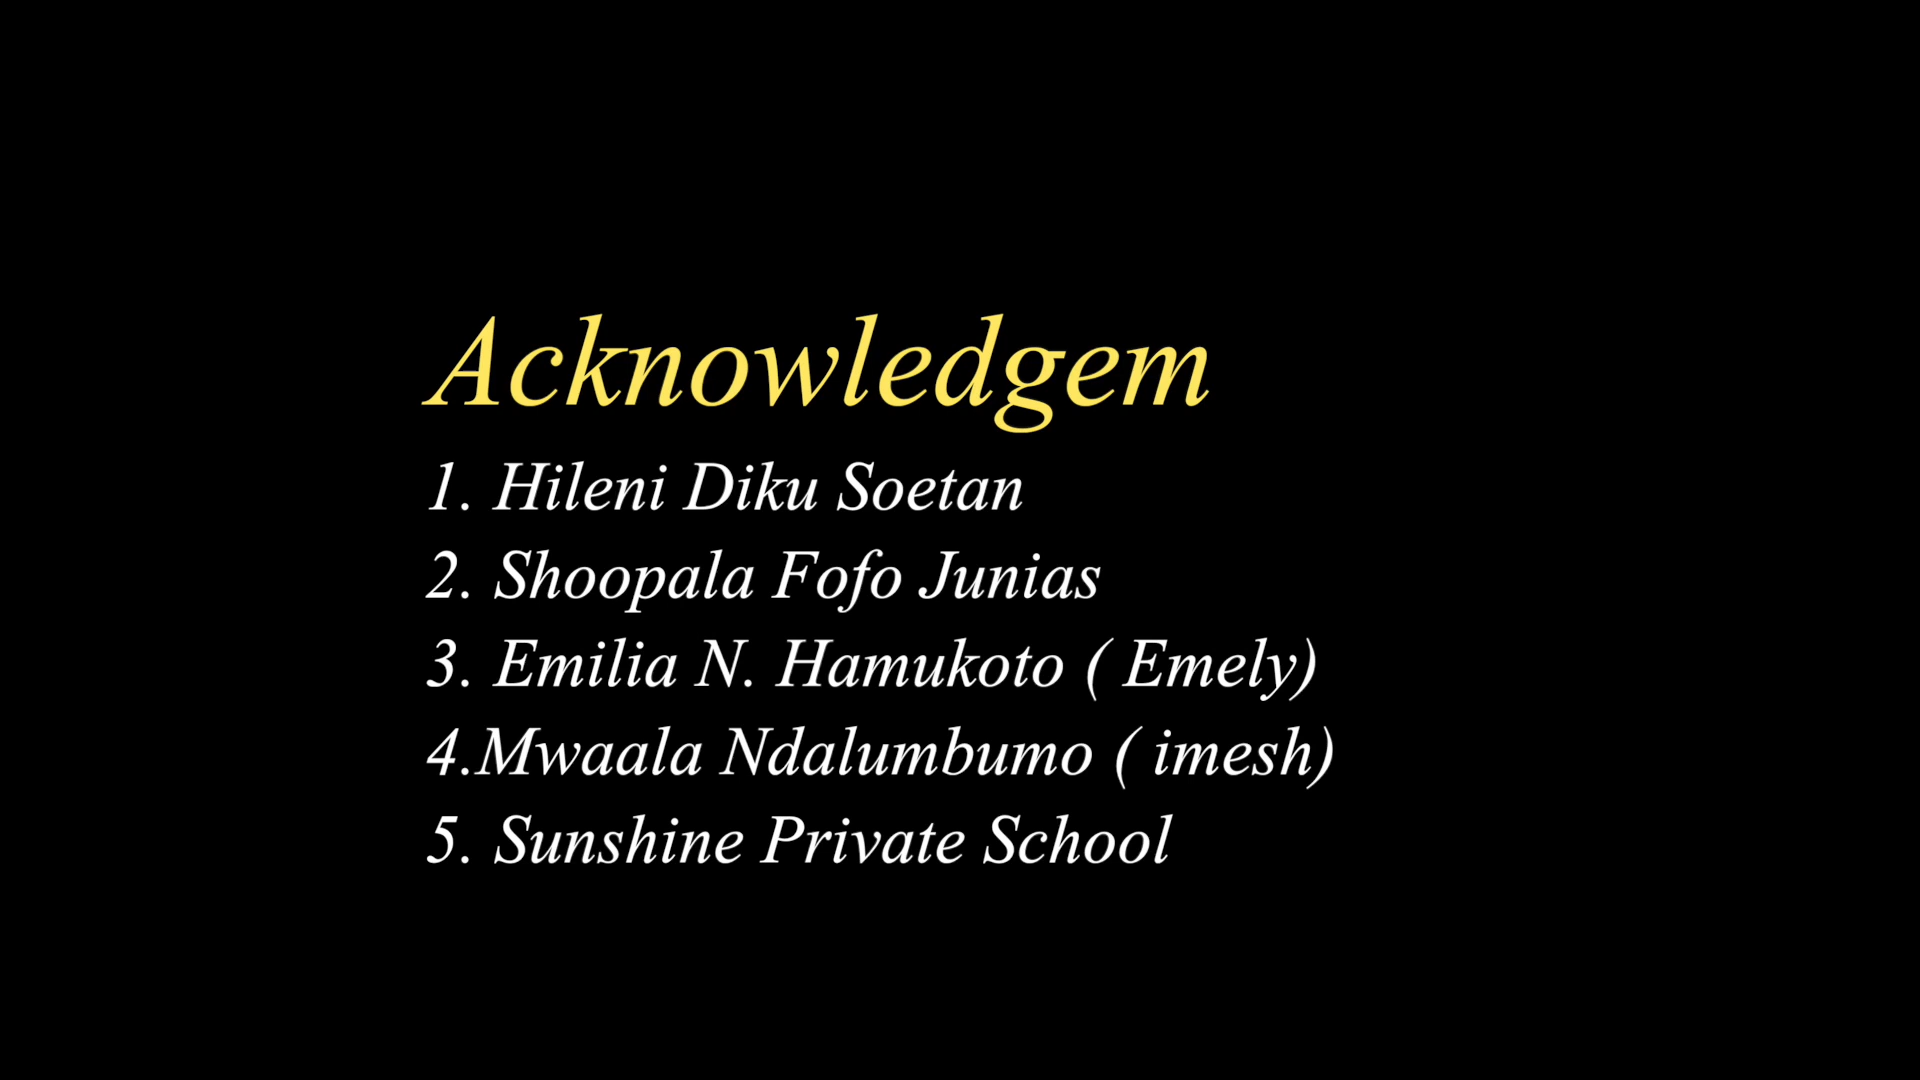 Acknowledgem
1. Hileni Diku Soetan
2. Shoopala Fofo Junias
3. Emilia N. Hamukoto ( Emely)
4.Mwaala Ndalumbumo ( imesh)
5. Sunshine Private School